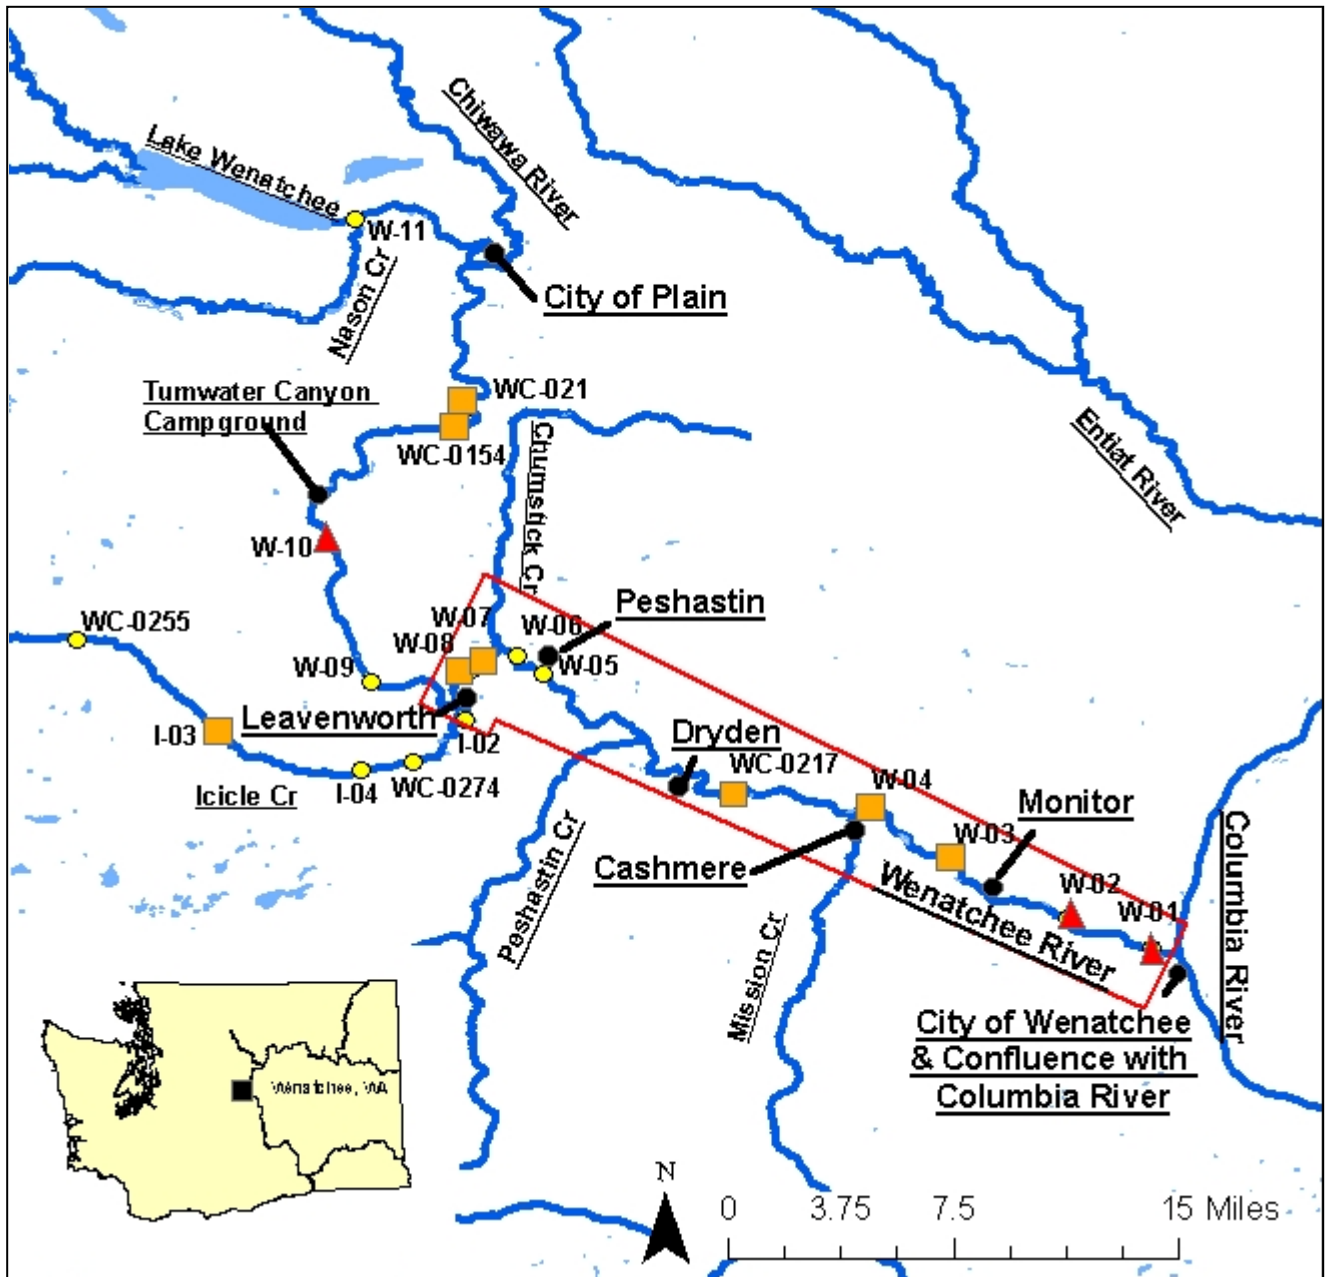 Chiwawa River
Lake Wenatchee
W-11
Nason Cr
City of Plain
Tumwater Canyon
Campground
WC-021
WC-0154
Chumstick Cr
Entiat River
W-10
Peshastin
WC-0255
W-07
W-06
W-08
W-05
W-09
Leavenworth
I-03
I-02
Dryden
WC-0217
W-04
Icicle Cr
I-04
WC-0274
Monitor
W-03
Columbia River
Peshastin Cr
Cashmere
Wenatchee River
W-02
W-01
Mission Cr
City of Wenatchee
& Confluence with
Columbia River
Wenatchee, WA
N
0 3.75 7.5 15 Miles